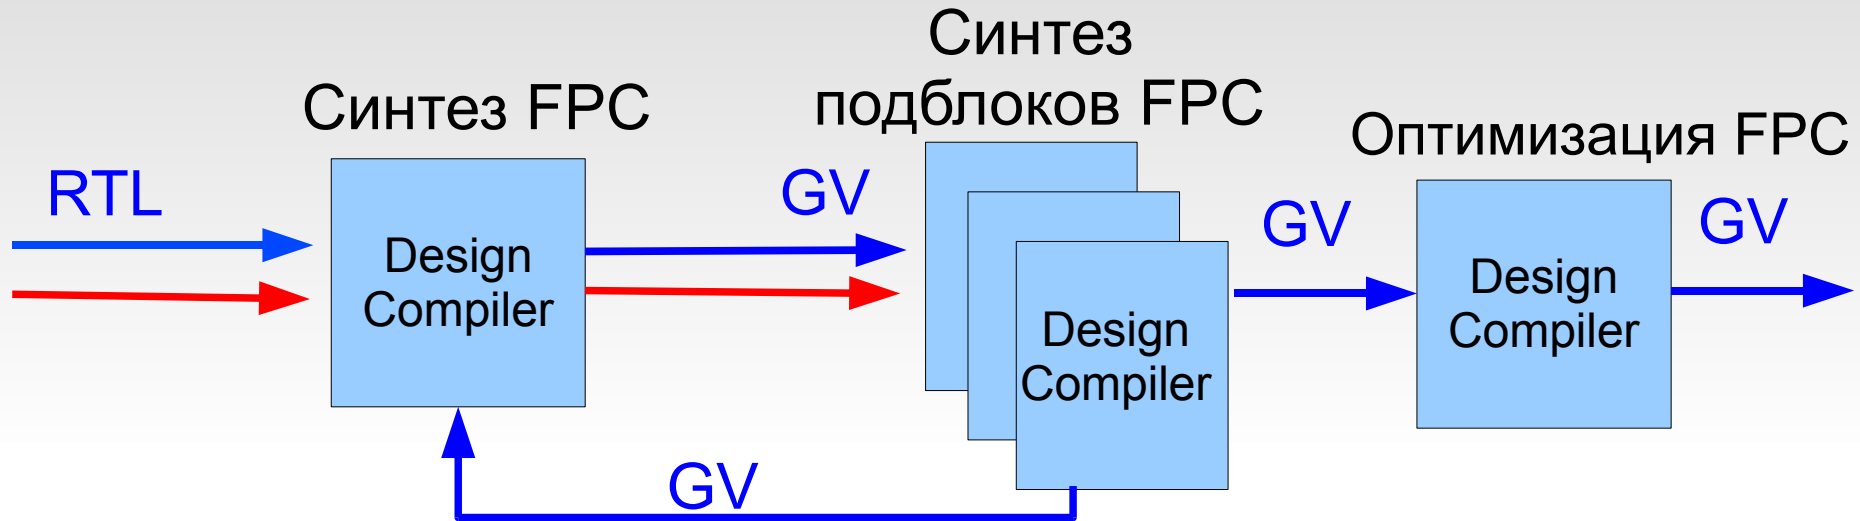 Синтез FPC
Синтез
подблоков FPC
Оптимизация FPC
RTL
GV
GV
GV
Design
Compiler
Design
Compiler
Design
Compiler
GV